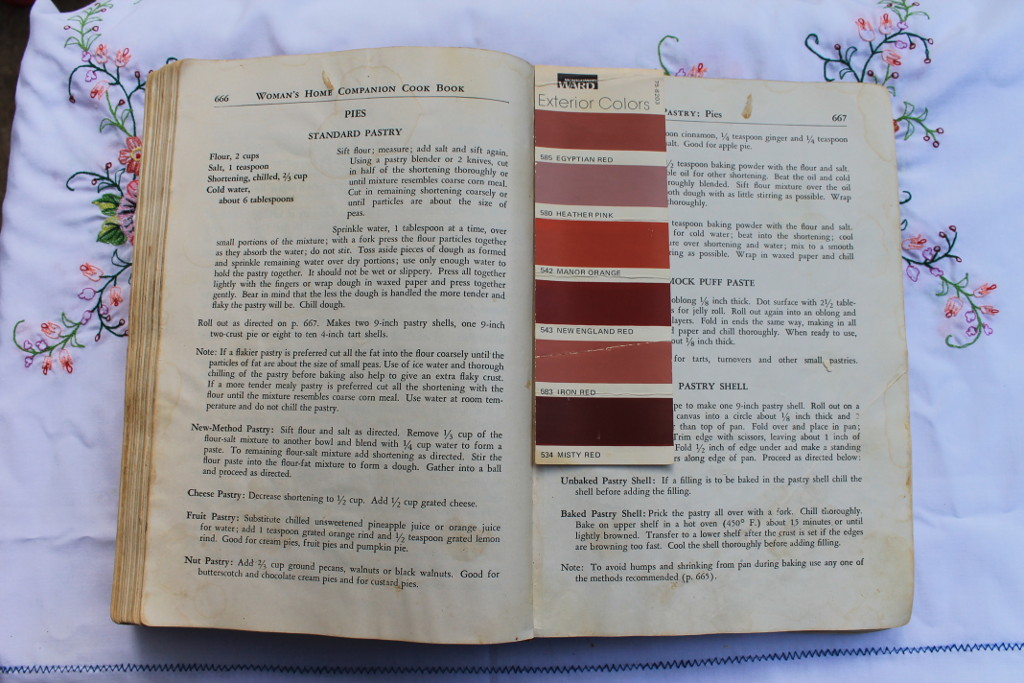 666 WOMAN'S HOME COMPANION COOK BOOK
PIES
STANDARD PASTRY
Flour, 2 cups
Salt, 1 teaspoon
Shortening, chilled, ⅔ cup
Cold water,
about 6 tablespoons
Sift flour; measure; add salt and sift again.
Using a pastry blender or 2 knives, cut
in half of the shortening thoroughly or
until mixture resembles coarse corn meal.
Cut in remaining shortening coarsely or
until particles are about the size of
peas.
Sprinkle water, 1 tablespoon at a time, over
small portions of the mixture; with a fork press the flour particles together
as they absorb the water; do not stir. Toss aside pieces of dough as formed
and sprinkle remaining water over dry portions; use only enough water to
hold the pastry together. It should not be wet or slippery. Press all together
lightly with the fingers or wrap dough in waxed paper and press together
gently. Bear in mind that the less the dough is handled the more tender and
flaky the pastry will be. Chill dough.
Roll out as directed on p. 667. Makes two 9-inch pastry shells, one 9-inch
two-crust pie or eight to ten 4-inch tart shells.
Note: If a flakier pastry is preferred cut all the fat into the flour coarsely until the
particles of fat are about the size of small peas. Use of ice water and thorough
chilling of the pastry before baking also help to give an extra flaky crust.
If a more tender mealy pastry is preferred cut all the shortening with the
flour until the mixture resembles coarse corn meal. Use water at room tem-
perature and do not chill the pastry.
New-Method Pastry: Sift flour and salt as directed. Remove ⅓ cup of the
flour-salt mixture to another bowl and blend with ¼ cup water to form a
paste. To remaining flour-salt mixture add shortening as directed. Stir the
flour paste into the flour-fat mixture to form a dough. Gather into a ball
and proceed as directed.
Cheese Pastry: Decrease shortening to ½ cup. Add ½ cup grated cheese.
Fruit Pastry: Substitute chilled unsweetened pineapple juice or orange juice
for water; add 1 teaspoon grated orange rind and ½ teaspoon grated lemon
rind. Good for cream pies, fruit pies and pumpkin pie.
Nut Pastry: Add ⅔ cup ground pecans, walnuts or black walnuts. Good for
butterscotch and chocolate cream pies and for custard pies.
WARD
Exterior Colors
585 EGYPTIAN RED
580 HEATHER PINK
542 MANOR ORANGE
543 NEW ENGLAND RED
583 IRON RED
534 MISTY RED
PASTRY: Pies 667
oon cinnamon, ¼ teaspoon ginger and ¼ teaspoon
salt. Good for apple pie.
½ teaspoon baking powder with the flour and salt.
le oil for other shortening. Beat the oil and cold
roughly blended. Sift flour mixture over the oil
oth dough with as little stirring as possible. Wrap
thoroughly.
teaspoon baking powder with the flour and salt.
for cold water; beat into the shortening; cool
ure over shortening and water; mix to a smooth
ring as possible. Wrap in waxed paper and chill
MOCK PUFF PASTE
oblong ⅛ inch thick. Dot surface with 2½ table-
s for jelly roll. Roll out again into an oblong and
layers. Fold in ends the same way, making in all
l paper and chill thoroughly. When ready to use,
out ⅛ inch thick.
for tarts, turnovers and other small pastries.
PASTRY SHELL
pe to make one 9-inch pastry shell. Roll out on a
canvas into a circle about ⅛ inch thick and
r than top of pan. Fold over and place in pan;
Trim edge with scissors, leaving about 1 inch of
Fold ½ inch of edge under and make a standing
rs along edge of pan. Proceed as directed below:
Unbaked Pastry Shell: If a filling is to be baked in the pastry shell chill the
shell before adding the filling.
Baked Pastry Shell: Prick the pastry all over with a fork. Chill thoroughly.
Bake on upper shelf in a hot oven (450° F.) about 15 minutes or until
lightly browned. Transfer to a lower shelf after the crust is set if the edges
are browning too fast. Cool the shell thoroughly before adding filling.
Note: To avoid humps and shrinking from pan during baking use any one of
the methods recommended (p. 665).